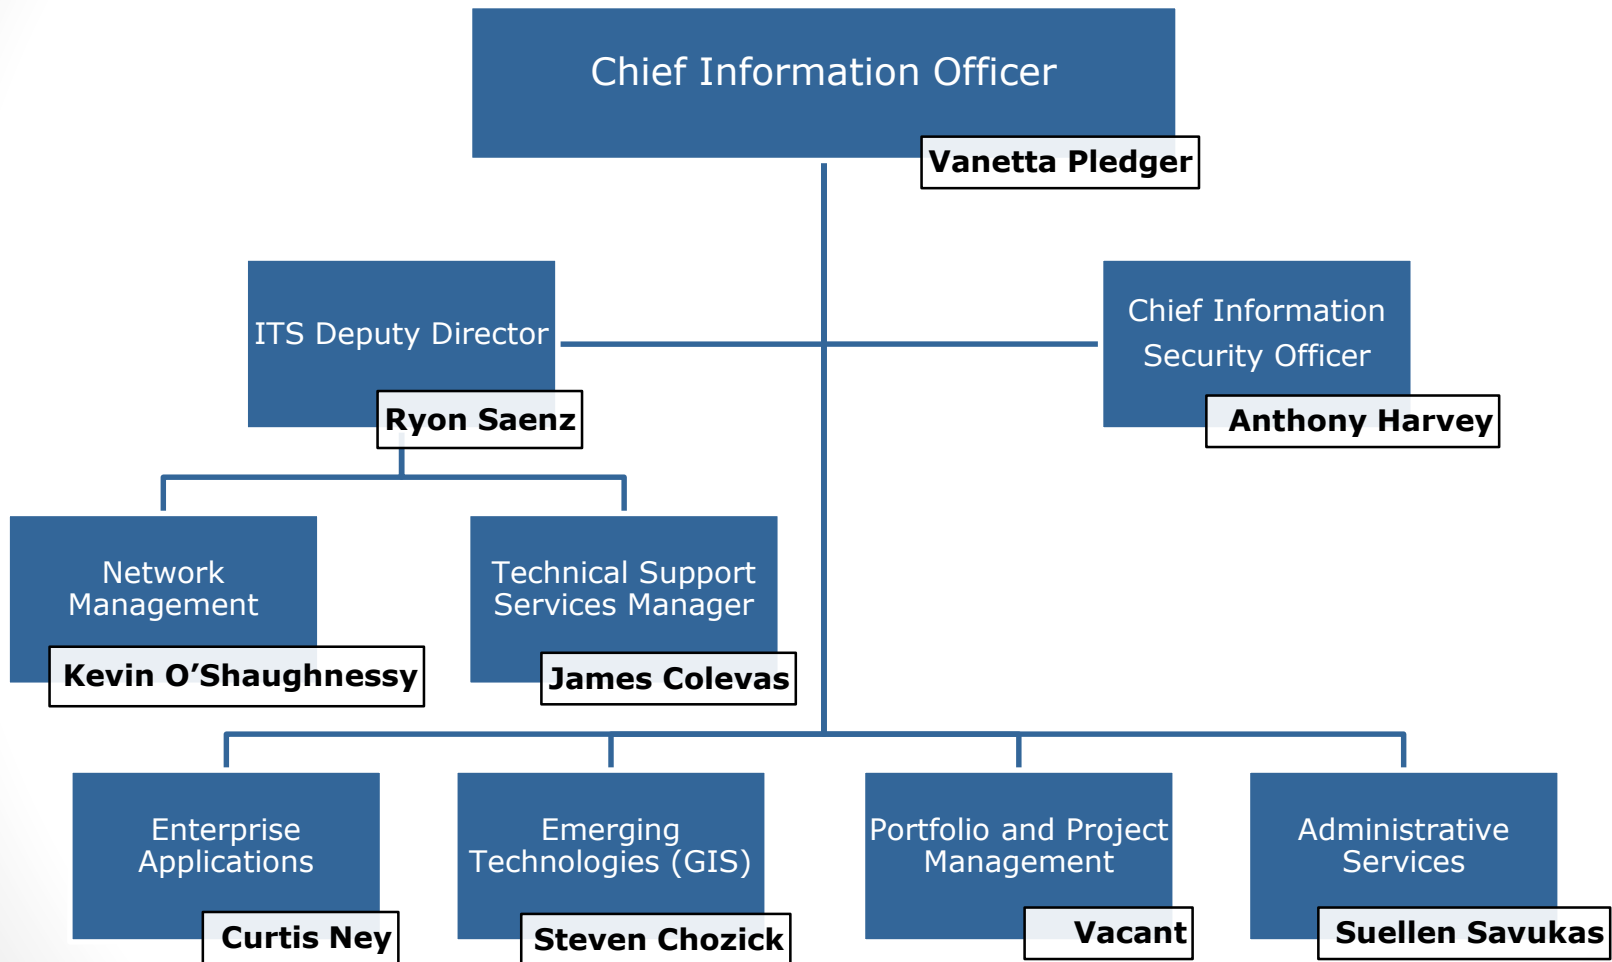 Chief Information Officer
Vanetta Pledger
ITS Deputy Director
Ryon Saenz
Chief Information
Security Officer
Anthony Harvey
Network
Management
Kevin O’Shaughnessy
Technical Support
Services Manager
James Colevas
Enterprise
Applications
Curtis Ney
Emerging
Technologies (GIS)
Steven Chozick
Portfolio and Project
Management
Vacant
Administrative
Services
Suellen Savukas